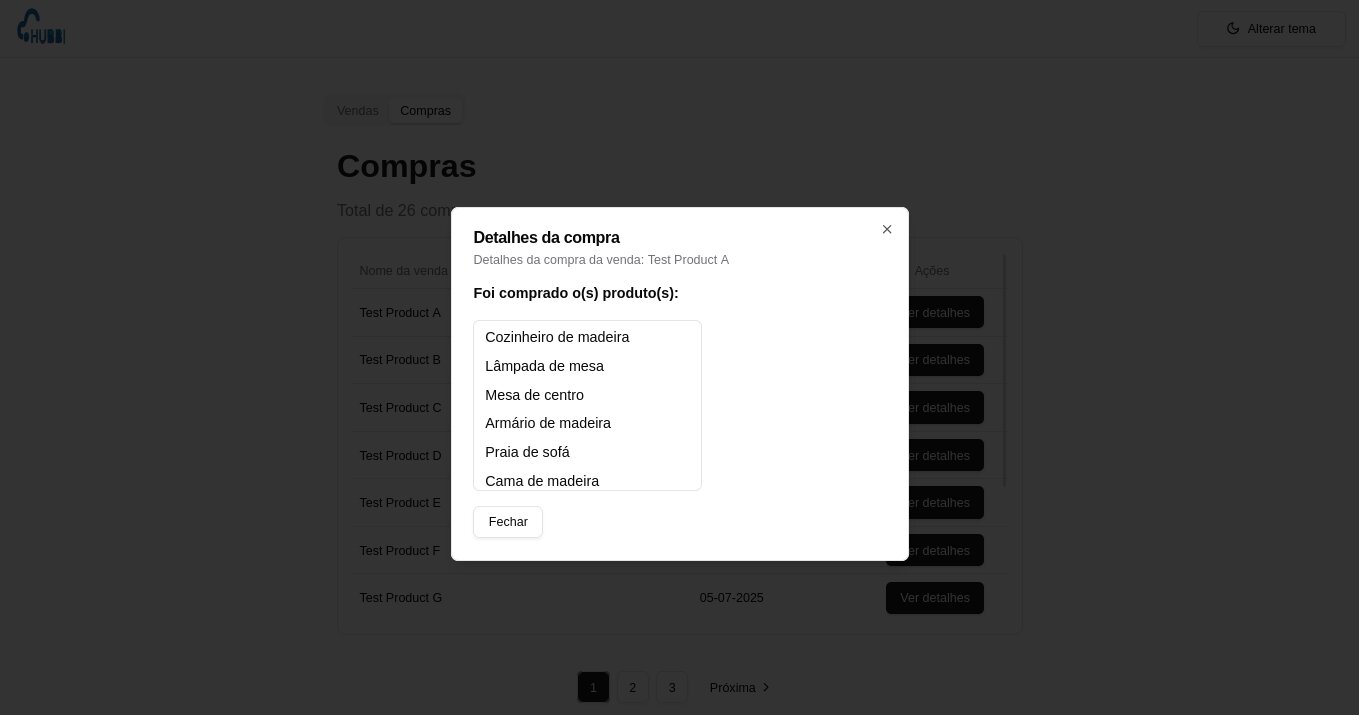 HUBBI
Alterar tema
Vendas Compras
Compras
Total de 26 com
Detalhes da compra
Detalhes da compra da venda: Test Product A
Foi comprado o(s) produto(s):
Cozinheiro de madeira
Lâmpada de mesa
Mesa de centro
Armário de madeira
Praia de sofá
Cama de madeira
Fechar
Nome da venda Ações
Test Product A er detalhes
Test Product B er detalhes
Test Product C er detalhes
Test Product D er detalhes
Test Product E er detalhes
Test Product F er detalhes
Test Product G 05-07-2025 Ver detalhes
1 2 3 Próxima